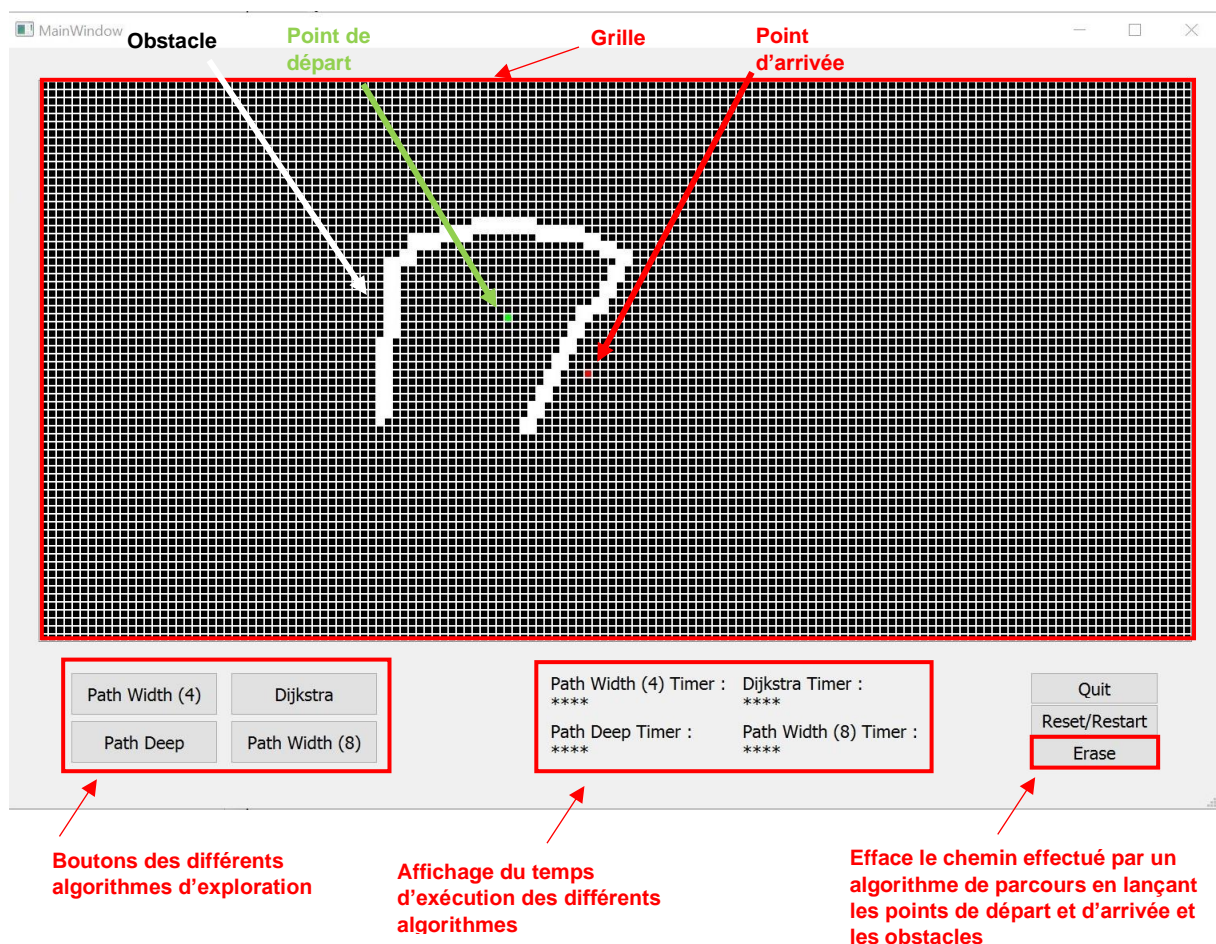 MainWindow
Obstacle
Point de
départ
Grille
Point
d'arrivée
Path Width (4)
Dijkstra
Path Deep
Path Width (8)
Path Width (4) Timer :
****
Dijkstra Timer :
****
Path Deep Timer :
****
Path Width (8) Timer :
****
Quit
Reset/Restart
Erase
Boutons des différents
algorithmes d'exploration
Affichage du temps
d'exécution des différents
algorithmes
Efface le chemin effectué par un
algorithme de parcours en lançant
les points de départ et d'arrivée et
les obstacles